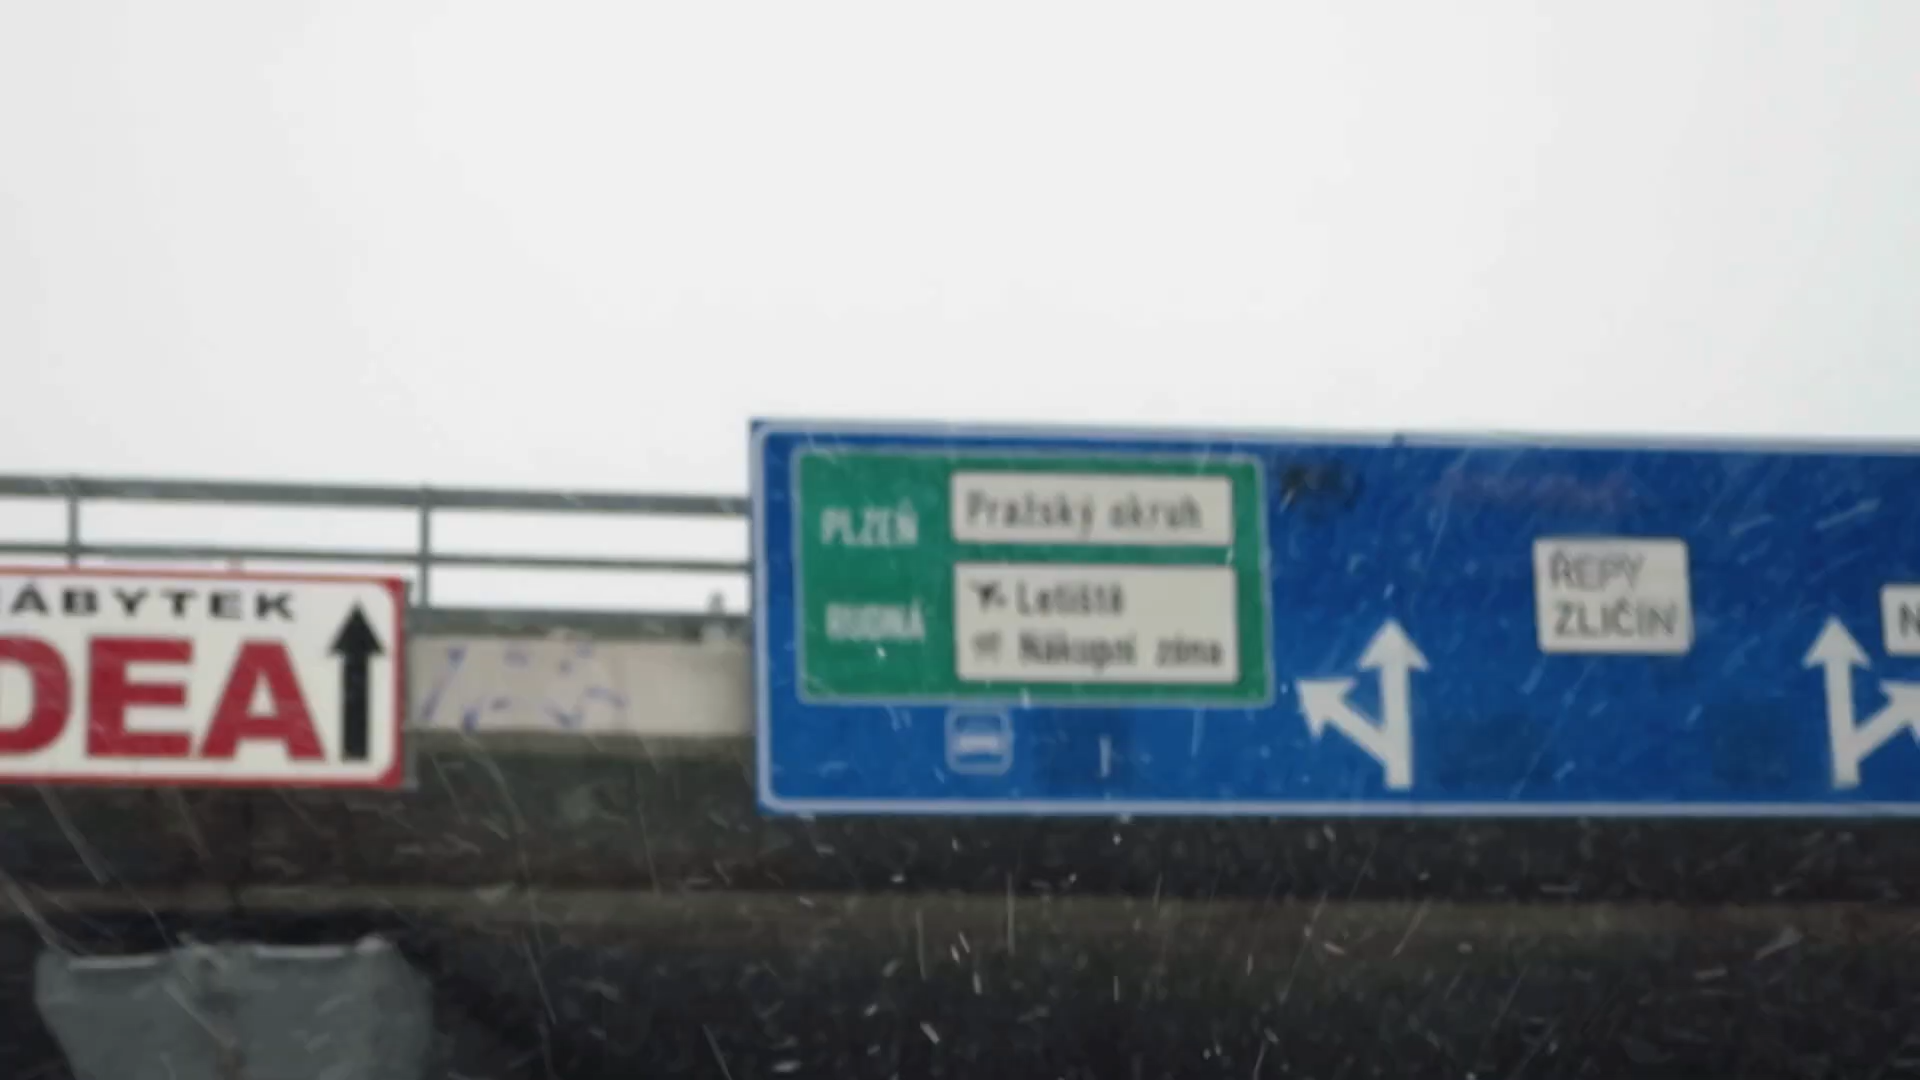 ÁBYTEK
DEA
PLZEŇ
Pražský okruh
RUDNÁ
Letiště
Nákupní zóna
ŘEPY
ZLIČÍN
N